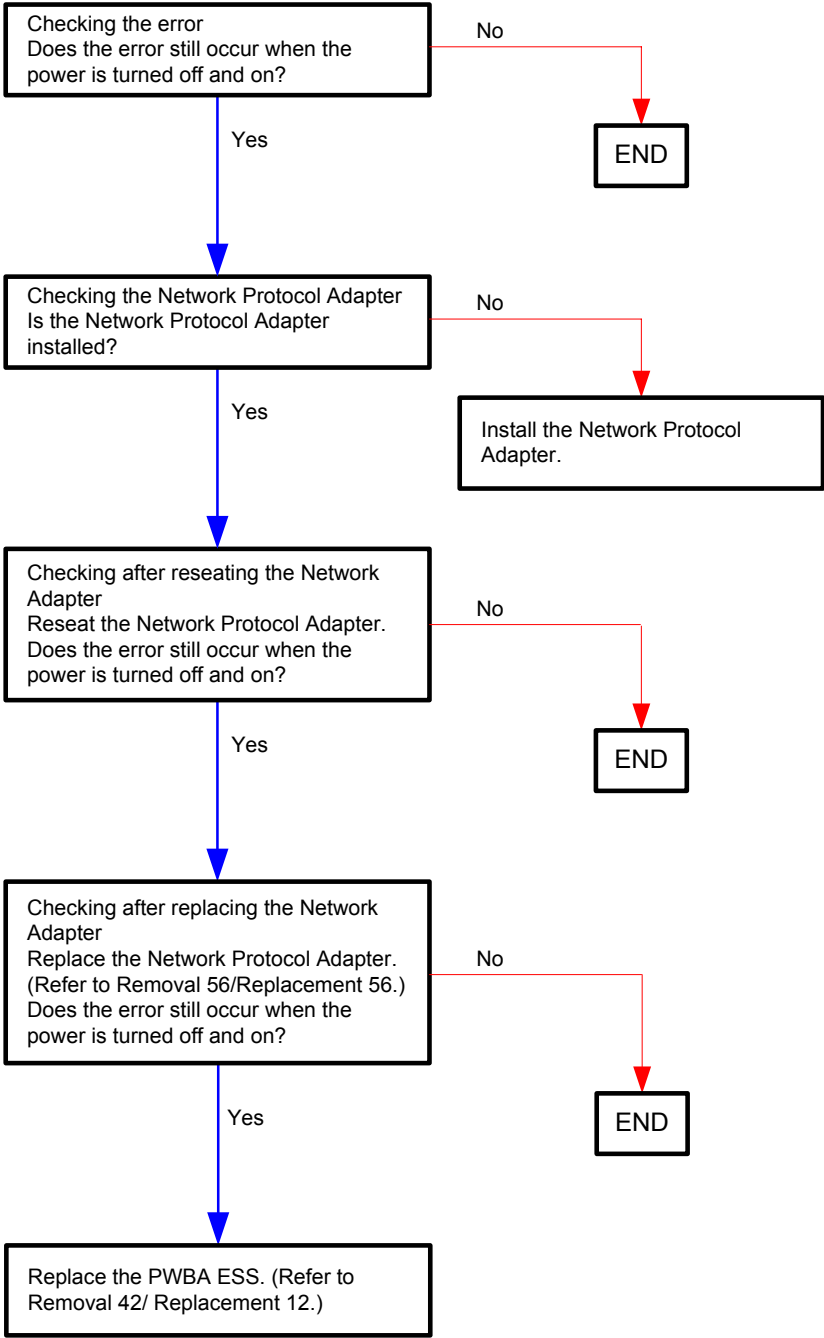 Checking the error
Does the error still occur when the
power is turned off and on?
No
END
Yes
Checking the Network Protocol Adapter
Is the Network Protocol Adapter
installed?
No
Install the Network Protocol
Adapter.
Yes
Checking after reseating the Network
Adapter
Reseat the Network Protocol Adapter.
Does the error still occur when the
power is turned off and on?
No
END
Yes
Checking after replacing the Network
Adapter
Replace the Network Protocol Adapter.
(Refer to Removal 56/Replacement 56.)
Does the error still occur when the
power is turned off and on?
No
END
Yes
Replace the PWBA ESS. (Refer to
Removal 42/ Replacement 12.)